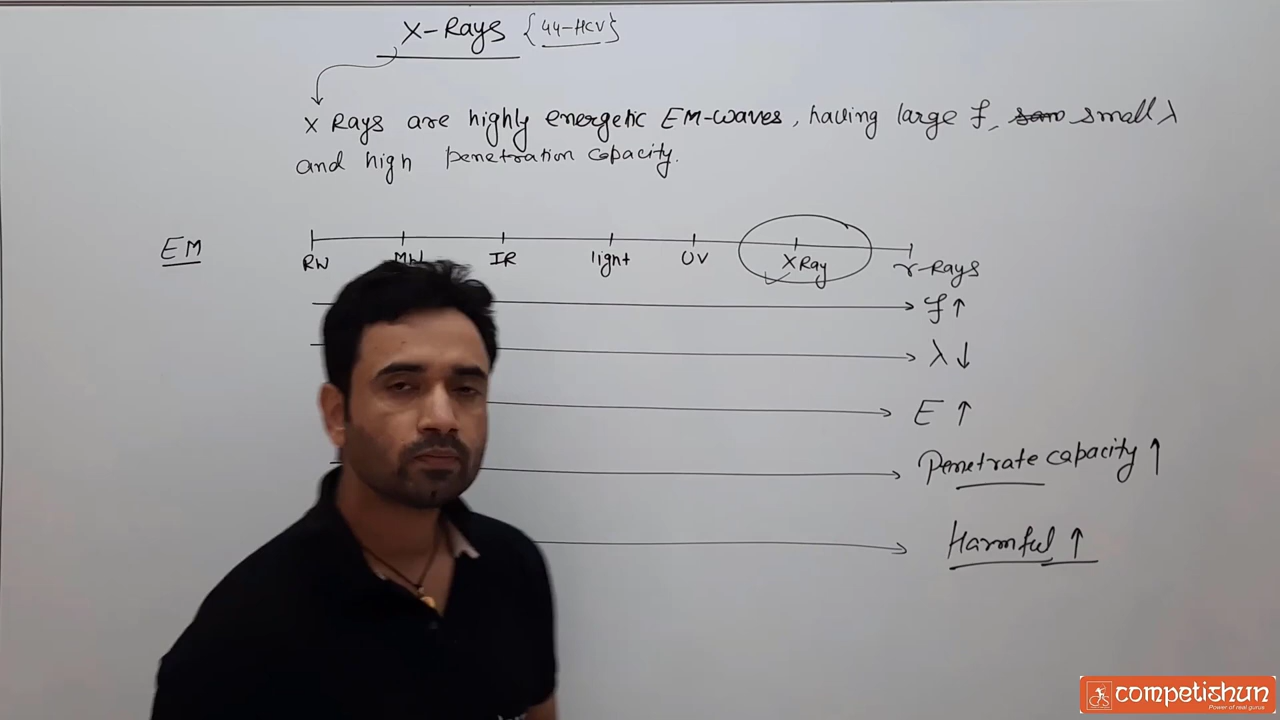 X-Rays {44-HCV}
X Rays are highly energetic EM-waves, having large f, small λ
and high penetration capacity.
EM
RW MW IR light UV X Ray γ-Rays
f ↑
λ ↓
E ↑
Penetrate capacity ↑
Harmful ↑
competishun
Power of real gurus